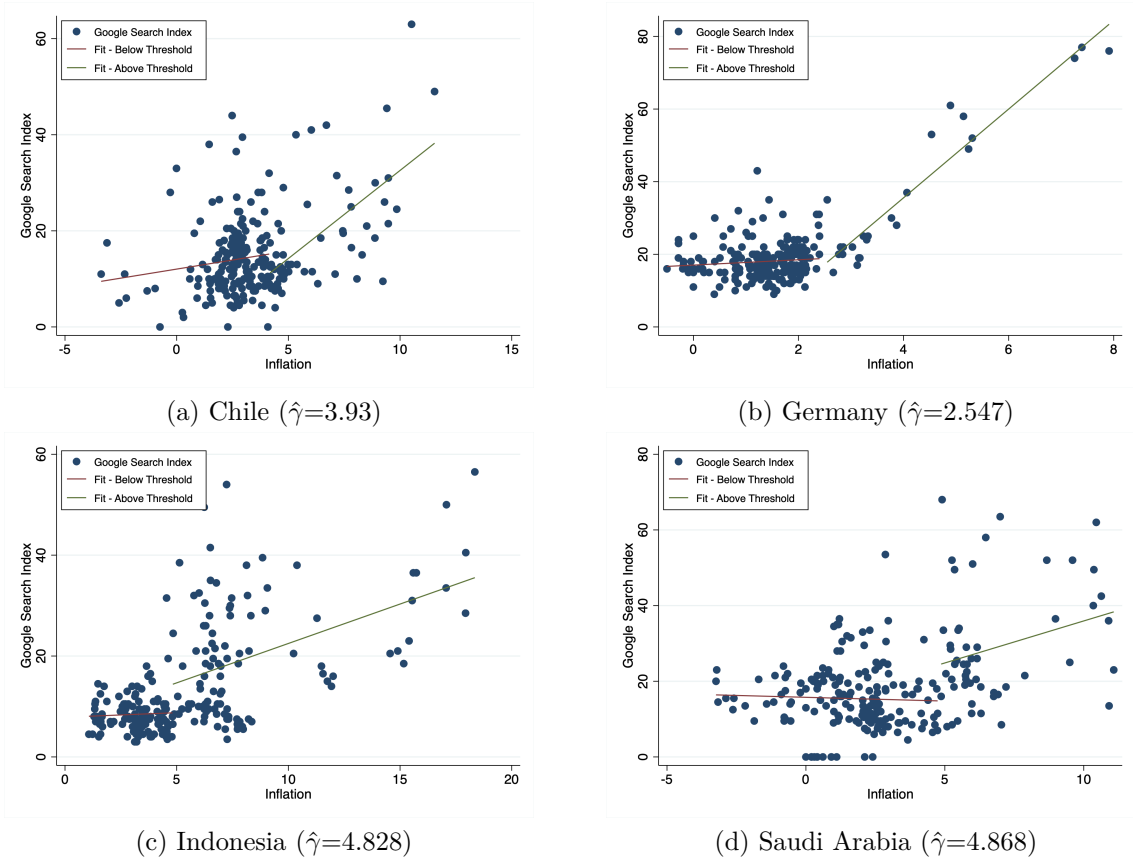 Google Search Index
Fit - Below Threshold
Fit - Above Threshold
Google Search Index
0
20
40
60
-5
0
5
10
15
Inflation
(a) Chile (γ̂=3.93)
Google Search Index
Fit - Below Threshold
Fit - Above Threshold
Google Search Index
0
20
40
60
80
0
2
4
6
8
Inflation
(b) Germany (γ̂=2.547)
Google Search Index
Fit - Below Threshold
Fit - Above Threshold
Google Search Index
0
20
40
60
0
5
10
15
20
Inflation
(c) Indonesia (γ̂=4.828)
Google Search Index
Fit - Below Threshold
Fit - Above Threshold
Google Search Index
0
20
40
60
80
-5
0
5
10
Inflation
(d) Saudi Arabia (γ̂=4.868)